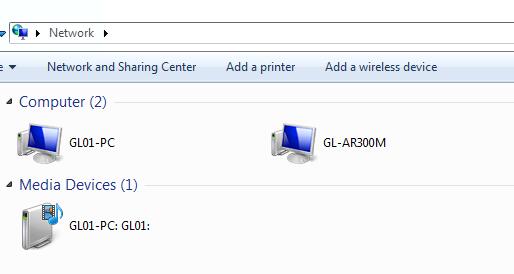 Network
Network and Sharing Center Add a printer Add a wireless device
Computer (2)
GL01-PC GL-AR300M
Media Devices (1)
GL01-PC: GL01: